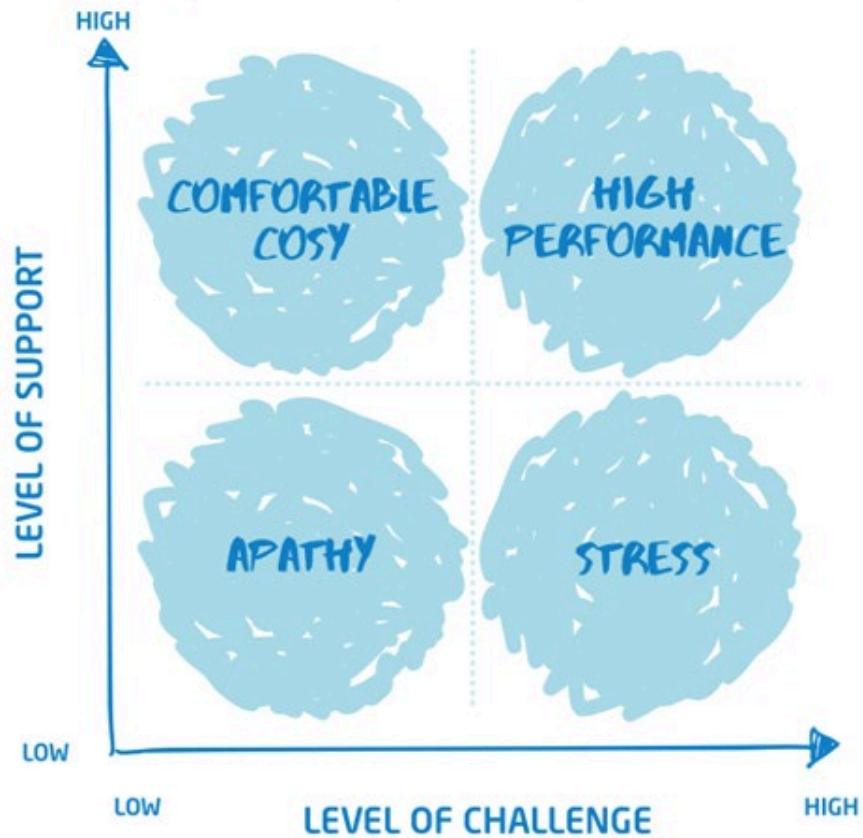 HIGH
COMFORTABLE
COSY
HIGH
PERFORMANCE
LEVEL OF SUPPORT
APATHY
STRESS
LOW
LOW
LEVEL OF CHALLENGE
HIGH